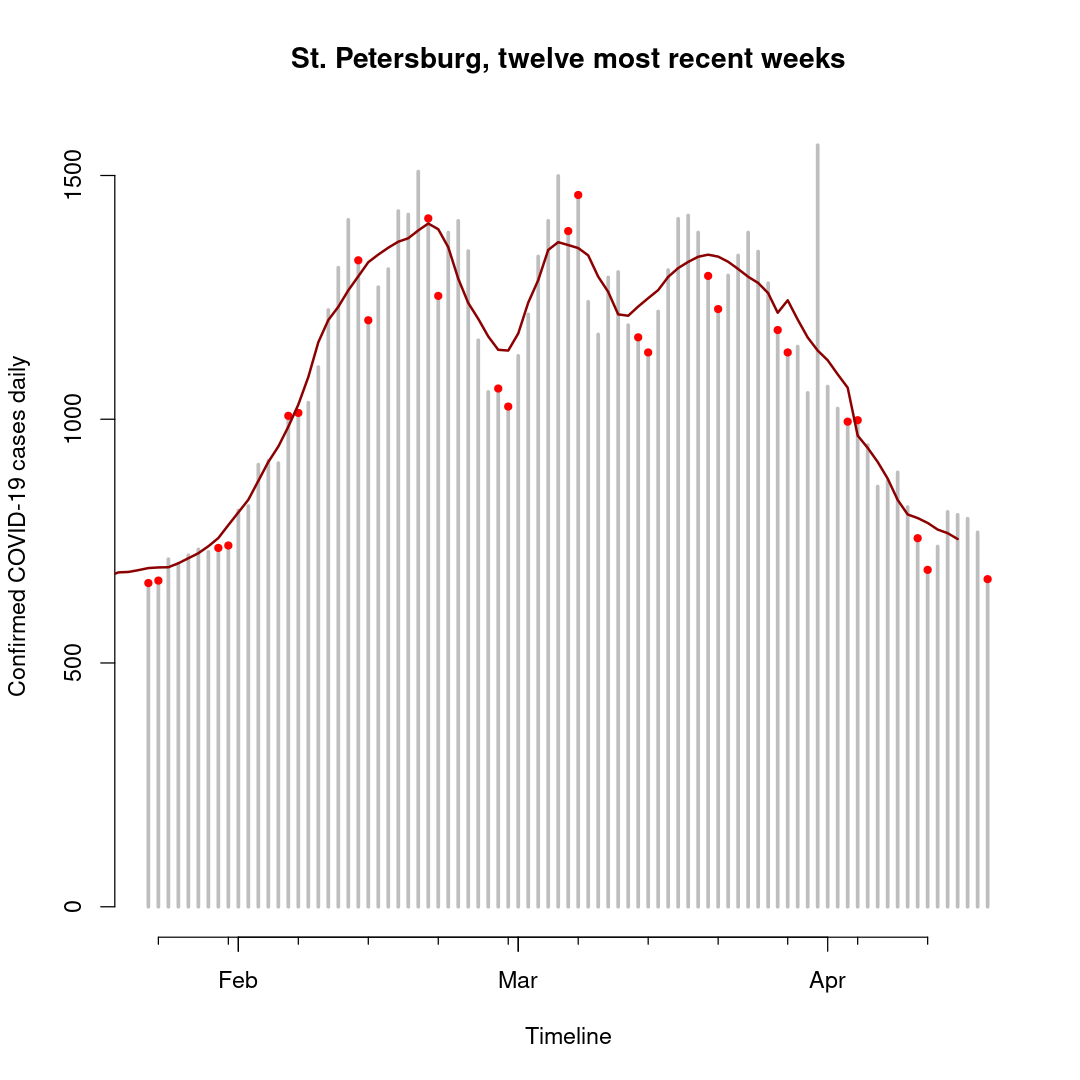 St. Petersburg, twelve most recent weeks
Confirmed COVID-19 cases daily
1500
1000
500
0
Feb Mar Apr
Timeline